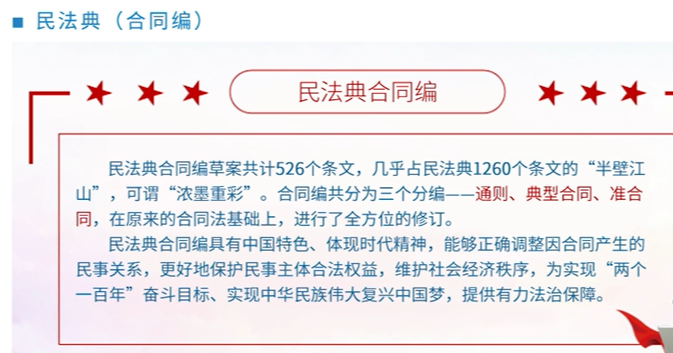 民法典（合同编）
民法典合同编
民法典合同编草案共计526个条文，几乎占民法典1260个条文的“半壁江
山”，可谓“浓墨重彩”。合同编共分为三个分编——通则、典型合同、准合
同，在原来的合同法基础上，进行了全方位的修订。
民法典合同编具有中国特色、体现时代精神，能够正确调整因合同产生的
民事关系，更好地保护民事主体合法权益，维护社会经济秩序，为实现“两个
一百年”奋斗目标、实现中华民族伟大复兴中国梦，提供有力法治保障。